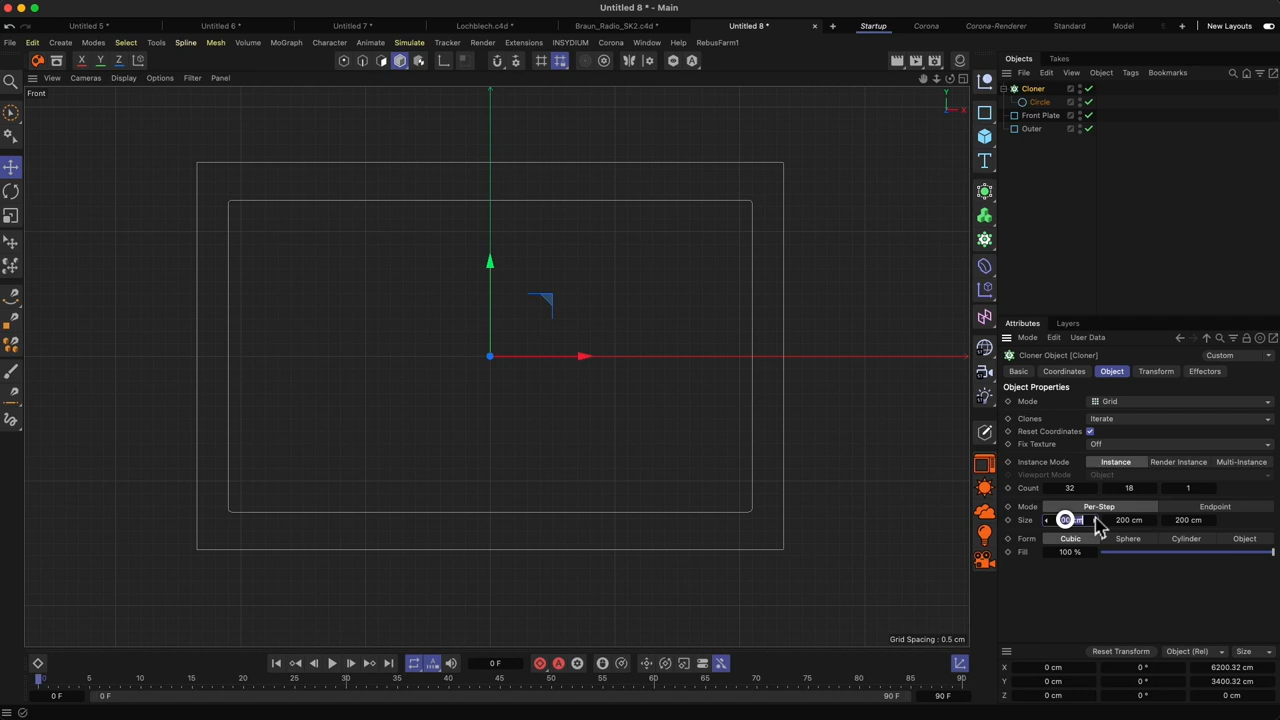 Untitled 8 * - Main
Untitled 5 *
Untitled 6 *
Untitled 7 *
Lochblech.c4d *
Braun_Radio_SK2.c4d *
Untitled 8 *
Startup
Corona
Corona-Renderer
Standard
Model
New Layouts
File Edit Create Modes Select Tools Spline Mesh Volume MoGraph Character Animate Simulate Tracker Render Extensions INSYDIUM Corona Window Help RebusFarm1
X Y Z
Objects Takes
File Edit View Object Tags Bookmarks
View Cameras Display Options Filter Panel
Front
Y
X
Cloner
Circle
Front Plate
Outer
Attributes Layers
Mode Edit User Data
Cloner Object [Cloner]
Custom
Basic Coordinates Object Transform Effectors
Object Properties
Mode Grid
Clones Iterate
Reset Coordinates
Fix Texture Off
Instance Mode Instance Render Instance Multi-Instance
Viewport Mode Object
Count 32 18 1
Mode Per-Step Endpoint
Size cm 200 cm 200 cm
Form Cubic Sphere Cylinder Object
Fill 100 %
Grid Spacing : 0.5 cm
0 F
0 5 10 15 20 25 30 35 40 45 50 55 60 65 70 75 80 85 90
0 F 0 F 90 F 90 F
Reset Transform Object (Rel) Size
X 0 cm 0 ° 6200.32 cm
Y 0 cm 0 ° 3400.32 cm
Z 0 cm 0 ° 0 cm